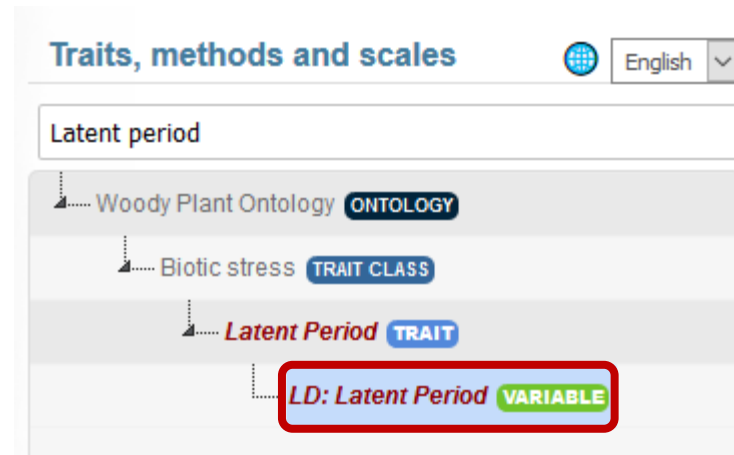 Traits, methods and scales English
Latent period
Woody Plant Ontology ONTOLOGY
Biotic stress TRAIT CLASS
Latent Period TRAIT
LD: Latent Period VARIABLE